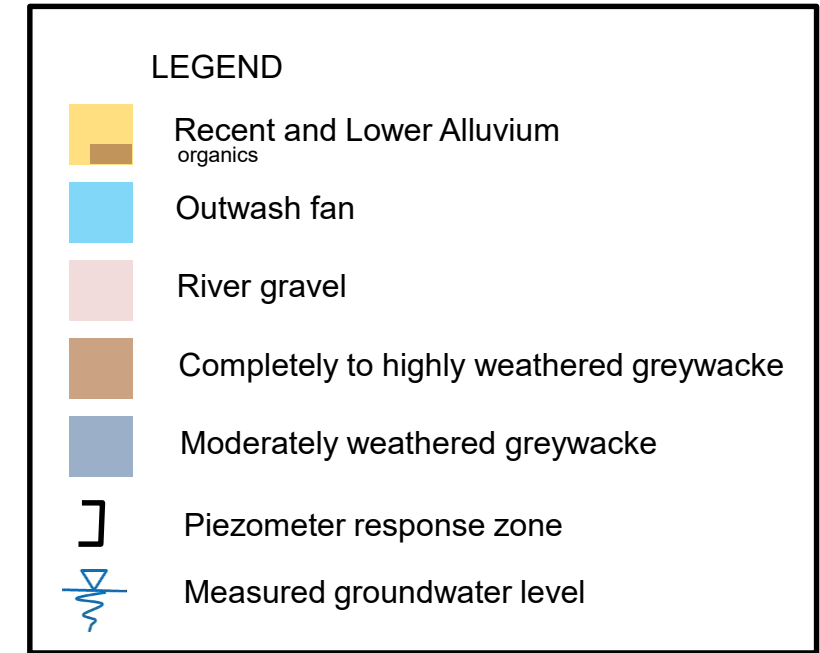 LEGEND
Recent and Lower Alluvium
organics
Outwash fan
River gravel
Completely to highly weathered greywacke
Moderately weathered greywacke
Piezometer response zone
Measured groundwater level